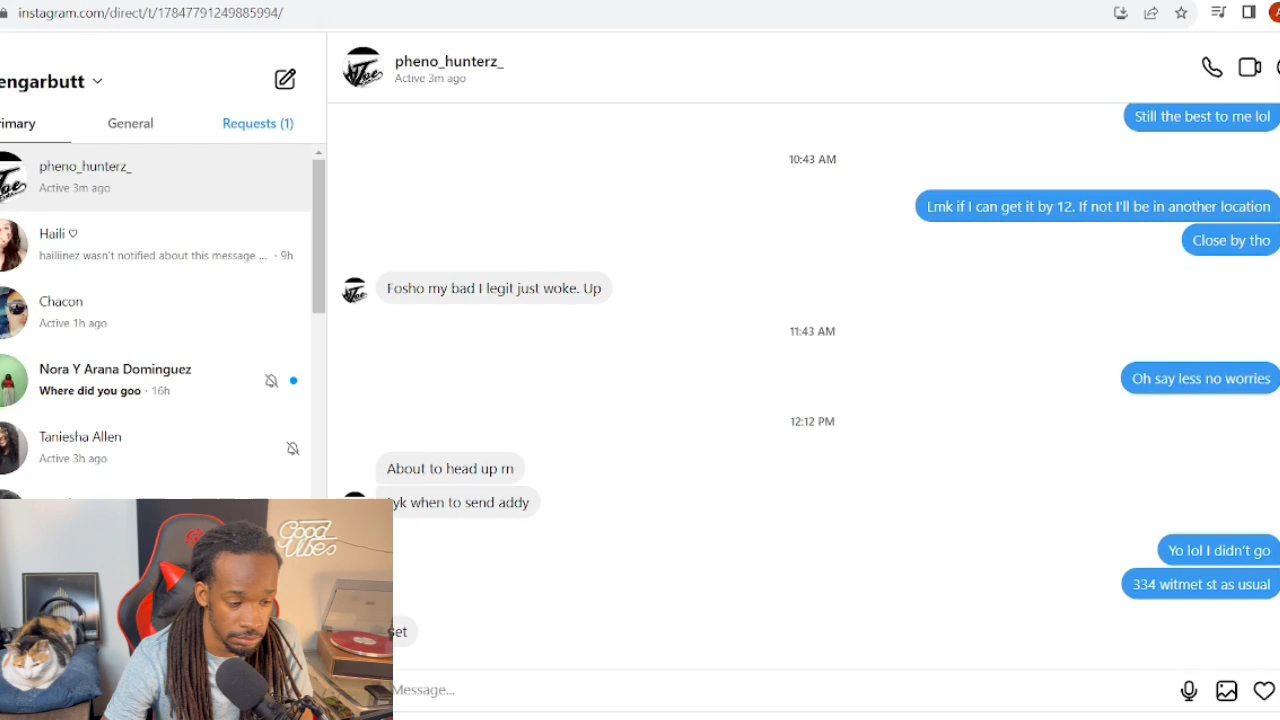 instagram.com/direct/t/17847791249885994/
engarbutt
General
Requests (1)
pheno_hunterz_
Active 3m ago
Haili ♡
hailiinez wasn't notified about this message ... · 9h
Chacon
Active 1h ago
Nora Y Arana Dominguez
Where did you goo · 16h
Taniesha Allen
Active 3h ago
pheno_hunterz_
Active 3m ago
Still the best to me lol
10:43 AM
Lmk if I can get it by 12. If not I'll be in another location
Close by tho
Fosho my bad I legit just woke. Up
11:43 AM
Oh say less no worries
12:12 PM
About to head up rn
yk when to send addy
Yo lol I didn't go
334 witmet st as usual
Message...
Good
Vibes